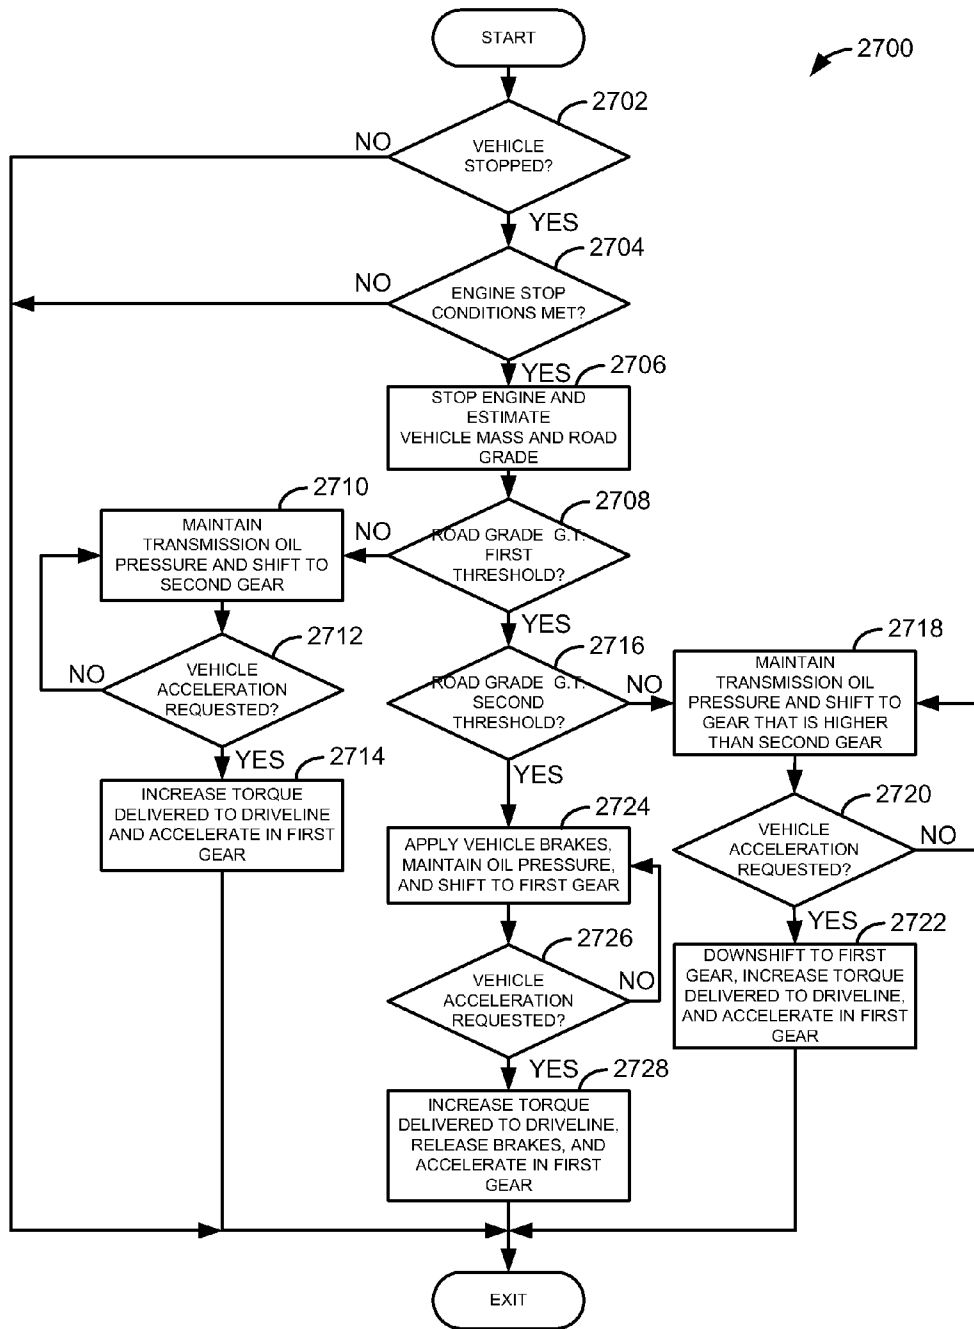 START
2700
2702
NO
VEHICLE
STOPPED?
YES
2704
NO
ENGINE STOP
CONDITIONS MET?
YES
2706
STOP ENGINE AND
ESTIMATE
VEHICLE MASS AND ROAD
GRADE
2710
2708
MAINTAIN
TRANSMISSION OIL
PRESSURE AND SHIFT TO
SECOND GEAR
NO
ROAD GRADE G.T.
FIRST
THRESHOLD?
YES
2712
2716
2718
NO
VEHICLE
ACCELERATION
REQUESTED?
ROAD GRADE G.T.
SECOND
THRESHOLD?
NO
MAINTAIN
TRANSMISSION OIL
PRESSURE AND SHIFT TO
GEAR THAT IS HIGHER
THAN SECOND GEAR
YES
2714
YES
INCREASE TORQUE
DELIVERED TO DRIVELINE
AND ACCELERATE IN FIRST
GEAR
2724
2720
APPLY VEHICLE BRAKES,
MAINTAIN OIL PRESSURE,
AND SHIFT TO FIRST GEAR
VEHICLE
ACCELERATION
REQUESTED?
NO
YES
2726
2722
VEHICLE
ACCELERATION
REQUESTED?
NO
DOWNSHIFT TO FIRST
GEAR, INCREASE TORQUE
DELIVERED TO DRIVELINE,
AND ACCELERATE IN FIRST
GEAR
YES
2728
INCREASE TORQUE
DELIVERED TO DRIVELINE,
RELEASE BRAKES, AND
ACCELERATE IN FIRST
GEAR
EXIT